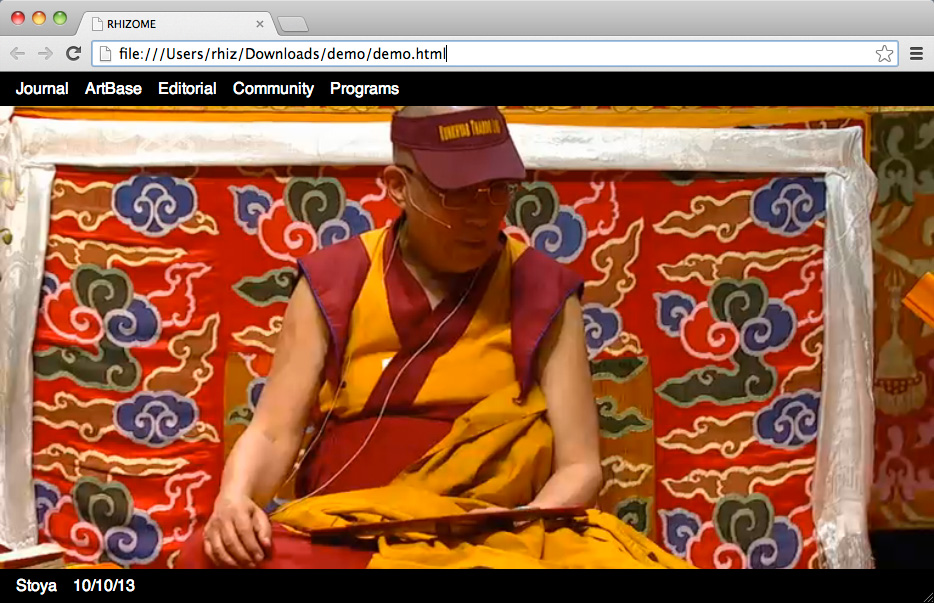 RHIZOME
file:///Users/rhiz/Downloads/demo/demo.html
Journal ArtBase Editorial Community Programs
Stoya 10/10/13